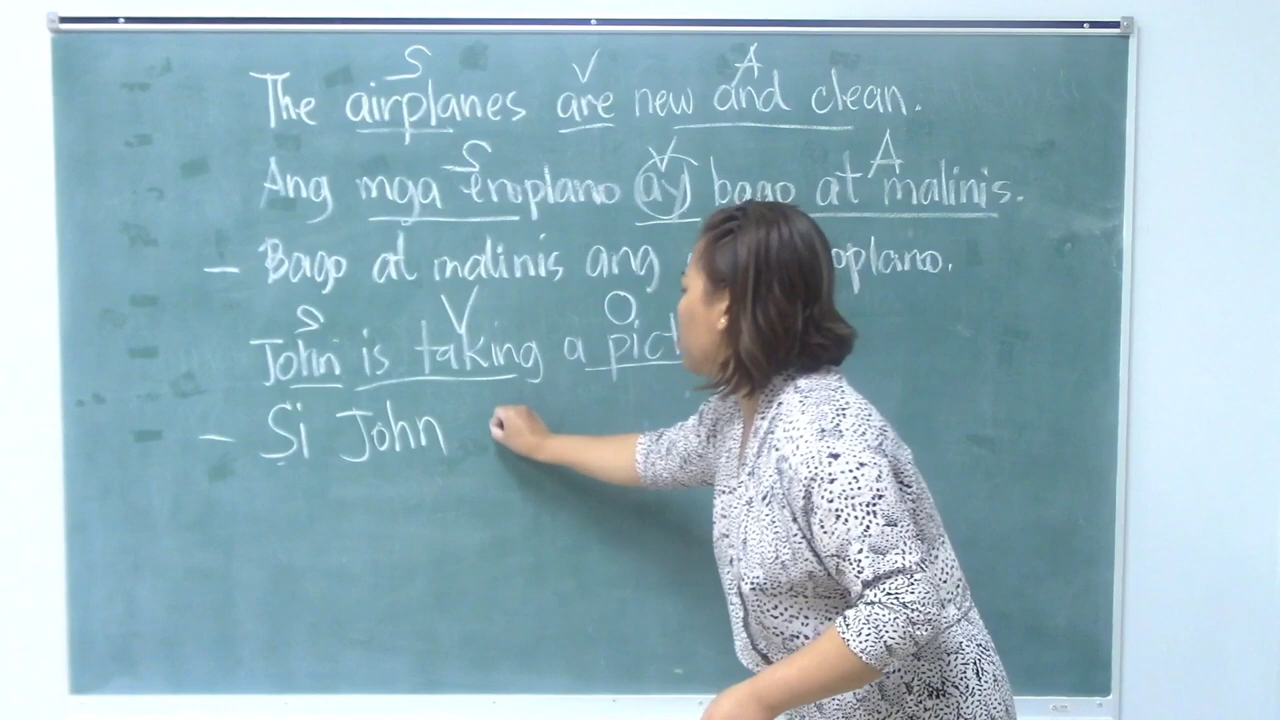 S V A
The airplanes are new and clean.
S V A
Ang mga eroplano ay bago at malinis.
– Bago at malinis ang oplano.
S V O
John is taking a pict
– Si John